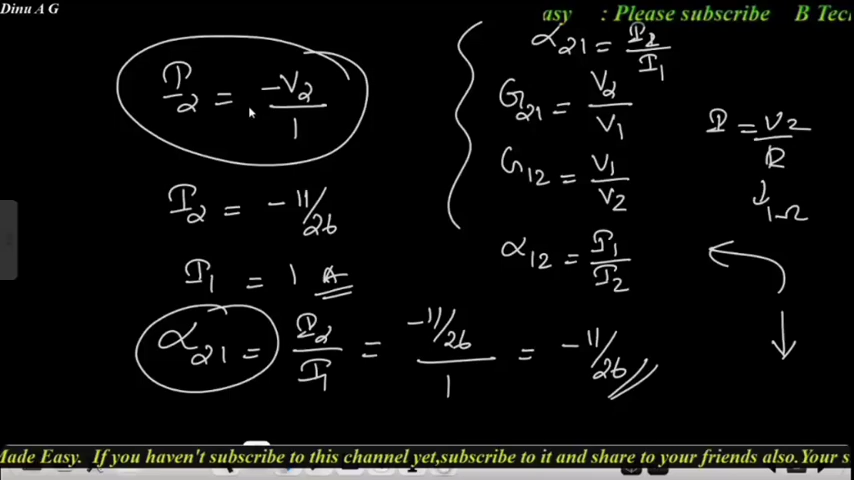 Dinu A G
asy : Please subscribe B Tech
I2 = -V2/1
I2 = -11/26
I1 = 1 A
α21 = I2/I1 = (-11/26)/1 = -11/26
α21 = I2/I1
G21 = V2/V1
G12 = V1/V2
α12 = I1/I2
I = V2/R
1Ω
Made Easy. If you haven't subscribe to this channel yet,subscribe to it and share to your friends also.Your s